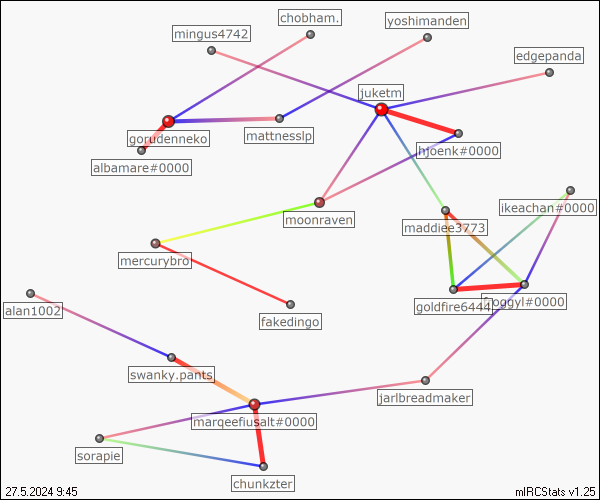 chobham.
yoshimanden
mingus4742
edgepanda
juketm
gorudenneko
mattnesslp
hjoenk#0000
albamare#0000
ikeachan#0000
moonraven
maddiee3773
mercurybro
alan1002
goldfire6444
froggyl#0000
fakedingo
swanky.pants
jarlbreadmaker
marqeefiusalt#0000
sorapie
chunkzter
27.5.2024 9:45
mIRCStats v1.25